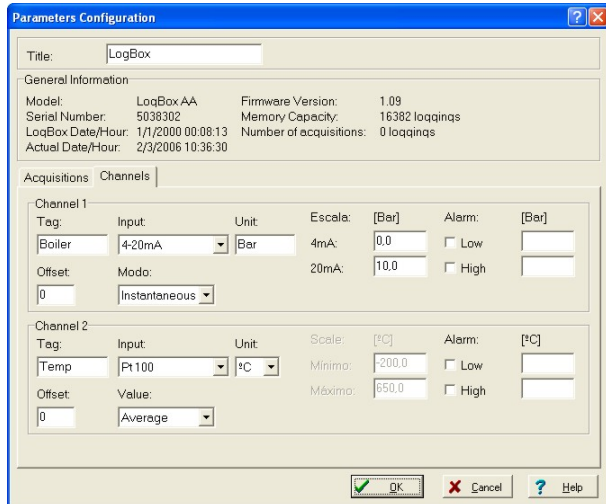 Parameters Configuration
Title: LogBox
General Information
Model: LogBox AA Firmware Version: 1.09
Serial Number: 5038302 Memory Capacity: 16382 loggings
LogBox Date/Hour: 1/1/2000 00:08:13 Number of acquisitions: 0 loggings
Actual Date/Hour: 2/3/2006 10:36:30
Acquisitions Channels
Channel 1
Tag: Input: Unit: Escala: [Bar] Alarm: [Bar]
Boiler 4-20mA Bar 4mA: 0,0 Low
Offset: Modo: 20mA: 10,0 High
0 Instantaneous
Channel 2
Tag: Input: Unit: Scale: [ºC] Alarm: [ºC]
Temp Pt 100 ºC Mínimo: -200,0 Low
Offset: Value: Máximo: 650,0 High
0 Average
OK Cancel ? Help